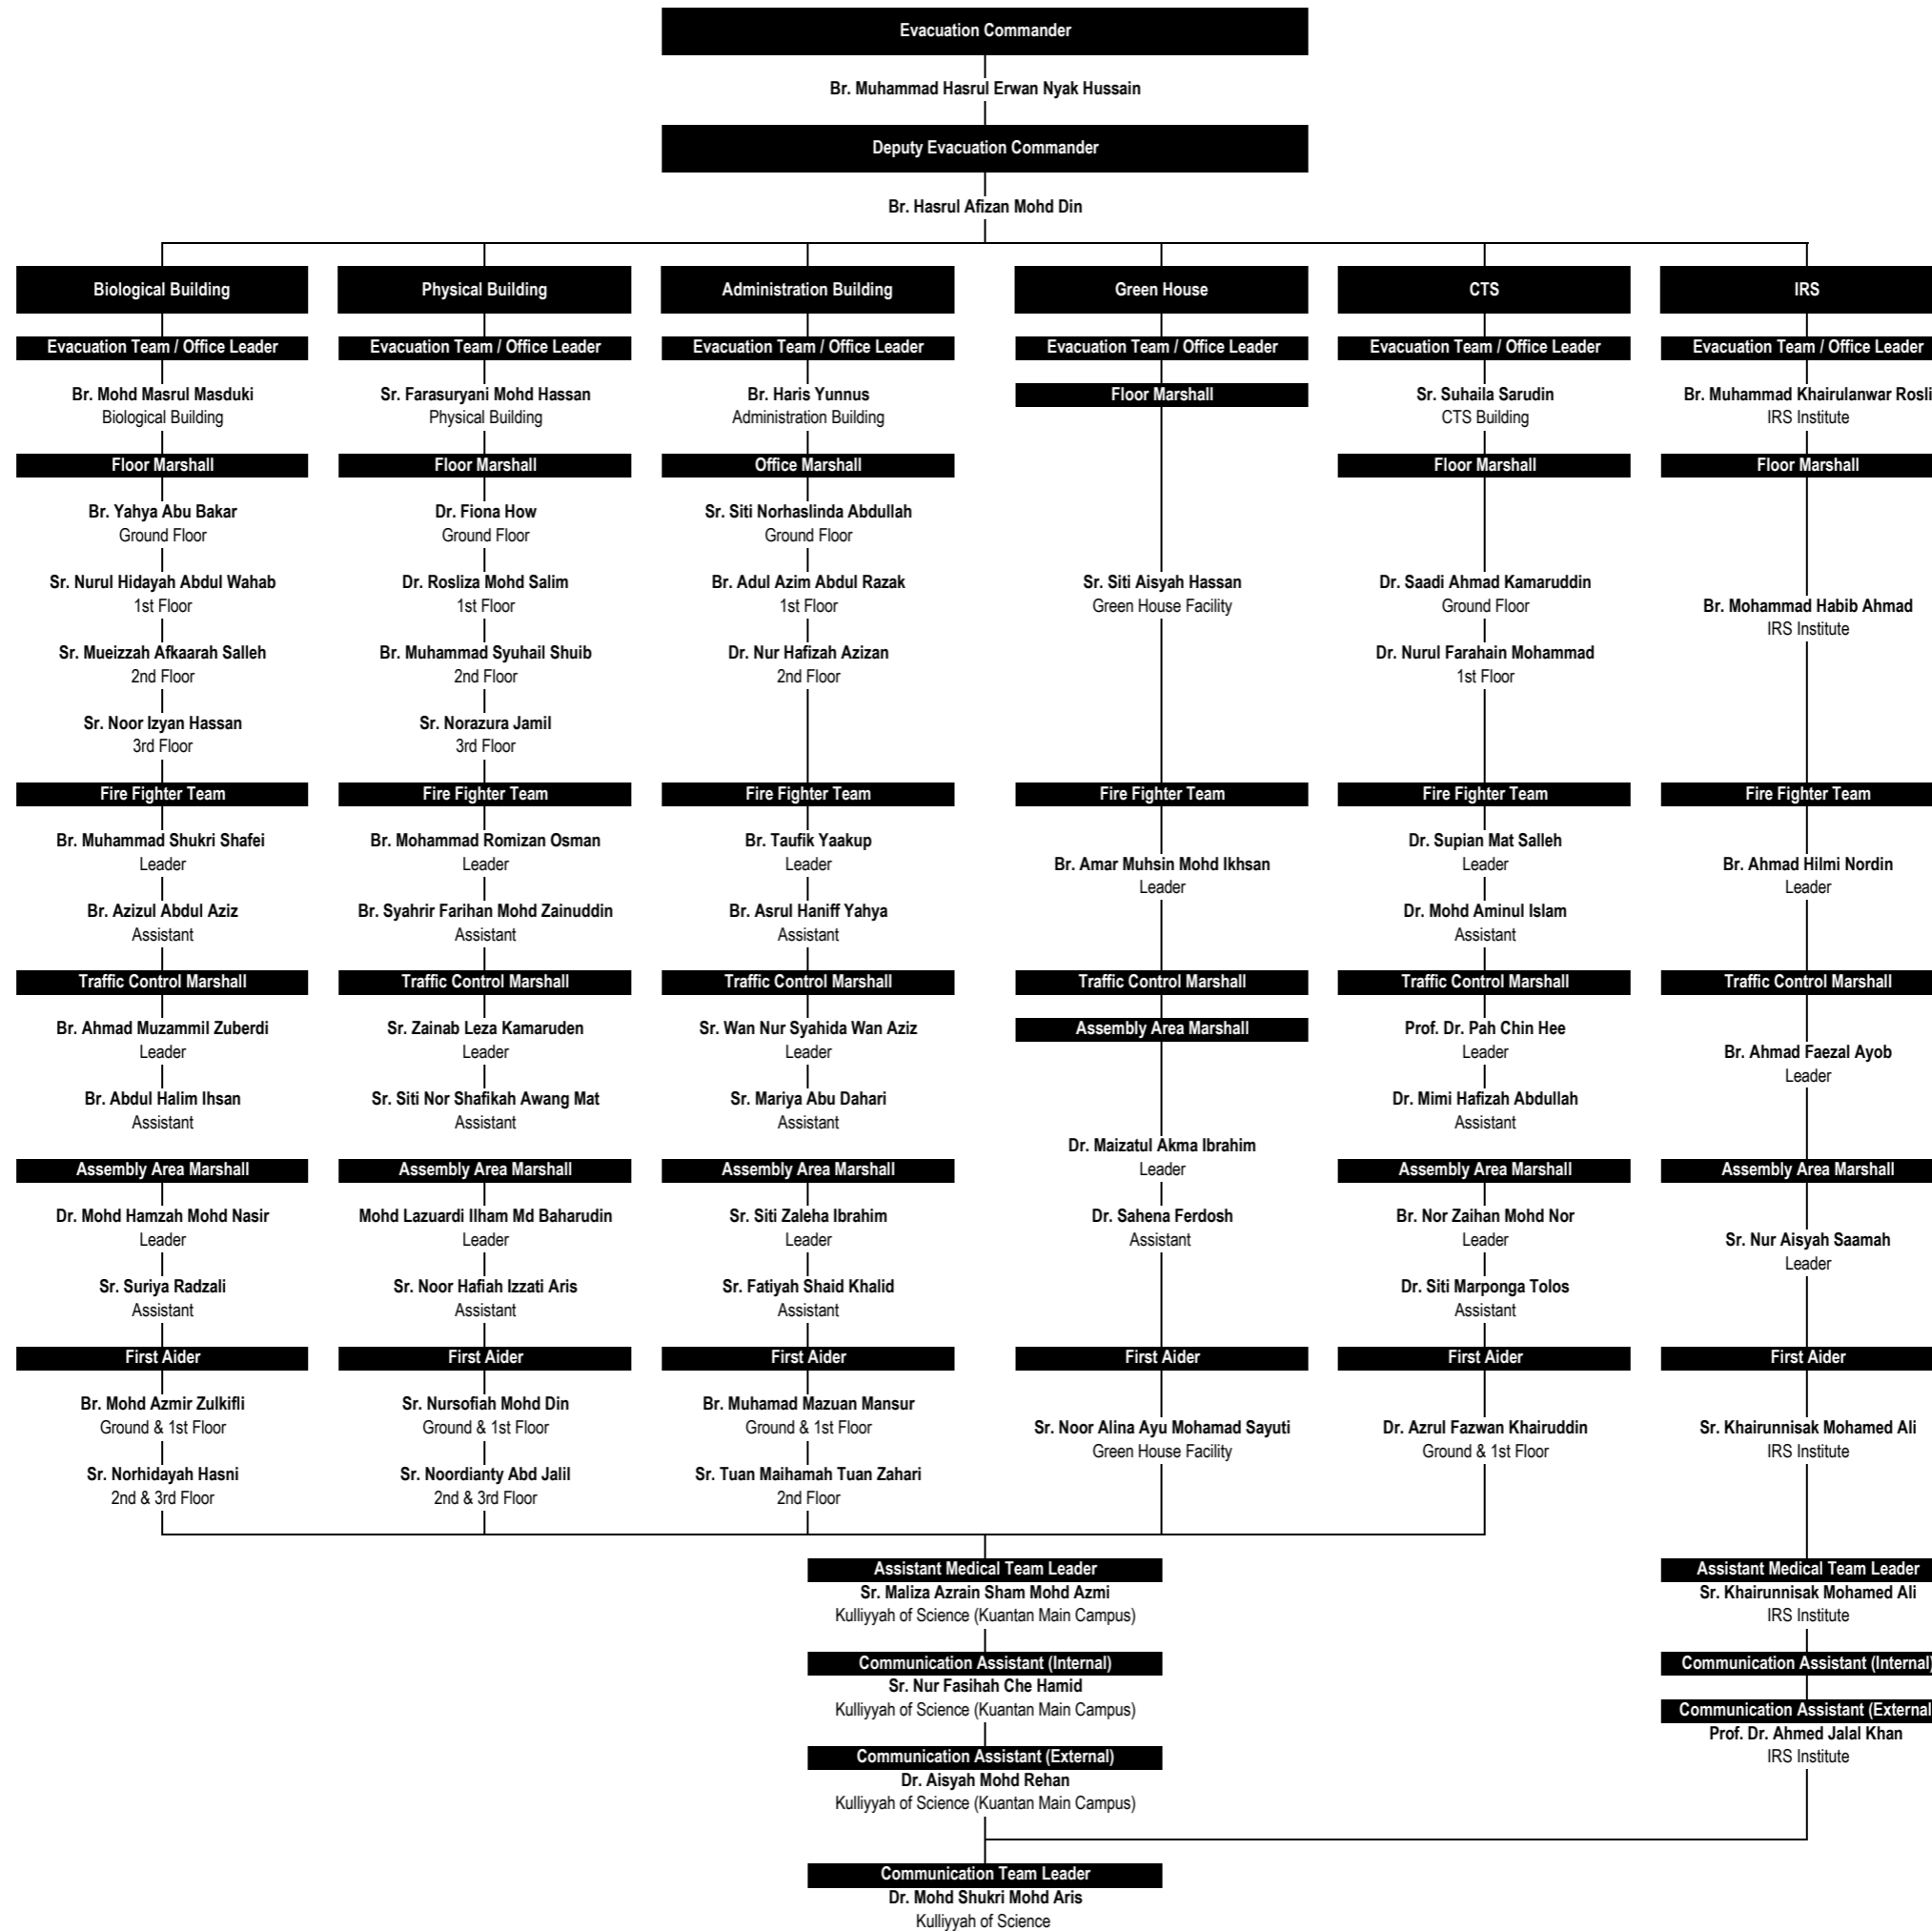 Evacuation Commander
Br. Muhammad Hasrul Erwan Nyak Hussain
Deputy Evacuation Commander
Br. Hasrul Afizan Mohd Din
Biological Building
Evacuation Team / Office Leader
Br. Mohd Masrul Masduki
Biological Building
Floor Marshall
Br. Yahya Abu Bakar
Ground Floor
Sr. Nurul Hidayah Abdul Wahab
1st Floor
Sr. Mueizzah Afkaarah Salleh
2nd Floor
Sr. Noor Izyan Hassan
3rd Floor
Fire Fighter Team
Br. Muhammad Shukri Shafei
Leader
Br. Azizul Abdul Aziz
Assistant
Traffic Control Marshall
Br. Ahmad Muzammil Zuberdi
Leader
Br. Abdul Halim Ihsan
Assistant
Assembly Area Marshall
Dr. Mohd Hamzah Mohd Nasir
Leader
Sr. Suriya Radzali
Assistant
First Aider
Br. Mohd Azmir Zulkifli
Ground & 1st Floor
Sr. Norhidayah Hasni
2nd & 3rd Floor
Physical Building
Evacuation Team / Office Leader
Sr. Farasuryani Mohd Hassan
Physical Building
Floor Marshall
Dr. Fiona How
Ground Floor
Dr. Rosliza Mohd Salim
1st Floor
Br. Muhammad Syuhail Shuib
2nd Floor
Sr. Norazura Jamil
3rd Floor
Fire Fighter Team
Br. Mohammad Romizan Osman
Leader
Br. Syahrir Farihan Mohd Zainuddin
Assistant
Traffic Control Marshall
Sr. Zainab Leza Kamaruden
Leader
Sr. Siti Nor Shafikah Awang Mat
Assistant
Assembly Area Marshall
Mohd Lazuardi Ilham Md Baharudin
Leader
Sr. Noor Hafiah Izzati Aris
Assistant
First Aider
Sr. Nursofiah Mohd Din
Ground & 1st Floor
Sr. Noordianty Abd Jalil
2nd & 3rd Floor
Administration Building
Evacuation Team / Office Leader
Br. Haris Yunnus
Administration Building
Office Marshall
Sr. Siti Norhaslinda Abdullah
Ground Floor
Br. Adul Azim Abdul Razak
1st Floor
Dr. Nur Hafizah Azizan
2nd Floor
Fire Fighter Team
Br. Taufik Yaakup
Leader
Br. Asrul Haniff Yahya
Assistant
Traffic Control Marshall
Sr. Wan Nur Syahida Wan Aziz
Leader
Sr. Mariya Abu Dahari
Assistant
Assembly Area Marshall
Sr. Siti Zaleha Ibrahim
Leader
Sr. Fatiyah Shaid Khalid
Assistant
First Aider
Br. Muhamad Mazuan Mansur
Ground & 1st Floor
Sr. Tuan Maihamah Tuan Zahari
2nd Floor
Green House
Evacuation Team / Office Leader
Floor Marshall
Sr. Siti Aisyah Hassan
Green House Facility
Fire Fighter Team
Br. Amar Muhsin Mohd Ikhsan
Leader
Traffic Control Marshall
Assembly Area Marshall
Dr. Maizatul Akma Ibrahim
Leader
Dr. Sahena Ferdosh
Assistant
First Aider
Sr. Noor Alina Ayu Mohamad Sayuti
Green House Facility
CTS
Evacuation Team / Office Leader
Sr. Suhaila Sarudin
CTS Building
Floor Marshall
Dr. Saadi Ahmad Kamaruddin
Ground Floor
Dr. Nurul Farahain Mohammad
1st Floor
Fire Fighter Team
Dr. Supian Mat Salleh
Leader
Dr. Mohd Aminul Islam
Assistant
Traffic Control Marshall
Prof. Dr. Pah Chin Hee
Leader
Dr. Mimi Hafizah Abdullah
Assistant
Assembly Area Marshall
Br. Nor Zaihan Mohd Nor
Leader
Dr. Siti Marponga Tolos
Assistant
First Aider
Dr. Azrul Fazwan Khairuddin
Ground & 1st Floor
IRS
Evacuation Team / Office Leader
Br. Muhammad Khairulanwar Rosli
IRS Institute
Floor Marshall
Br. Mohammad Habib Ahmad
IRS Institute
Fire Fighter Team
Br. Ahmad Hilmi Nordin
Leader
Traffic Control Marshall
Br. Ahmad Faezal Ayob
Leader
Assembly Area Marshall
Sr. Nur Aisyah Saamah
Leader
First Aider
Sr. Khairunnisak Mohamed Ali
IRS Institute
Assistant Medical Team Leader
Sr. Maliza Azrain Sham Mohd Azmi
Kulliyyah of Science (Kuantan Main Campus)
Communication Assistant (Internal)
Sr. Nur Fasihah Che Hamid
Kulliyyah of Science (Kuantan Main Campus)
Communication Assistant (External)
Dr. Aisyah Mohd Rehan
Kulliyyah of Science (Kuantan Main Campus)
Assistant Medical Team Leader
Sr. Khairunnisak Mohamed Ali
IRS Institute
Communication Assistant (Internal)
Communication Assistant (External
Prof. Dr. Ahmed Jalal Khan
IRS Institute
Communication Team Leader
Dr. Mohd Shukri Mohd Aris
Kulliyyah of Science